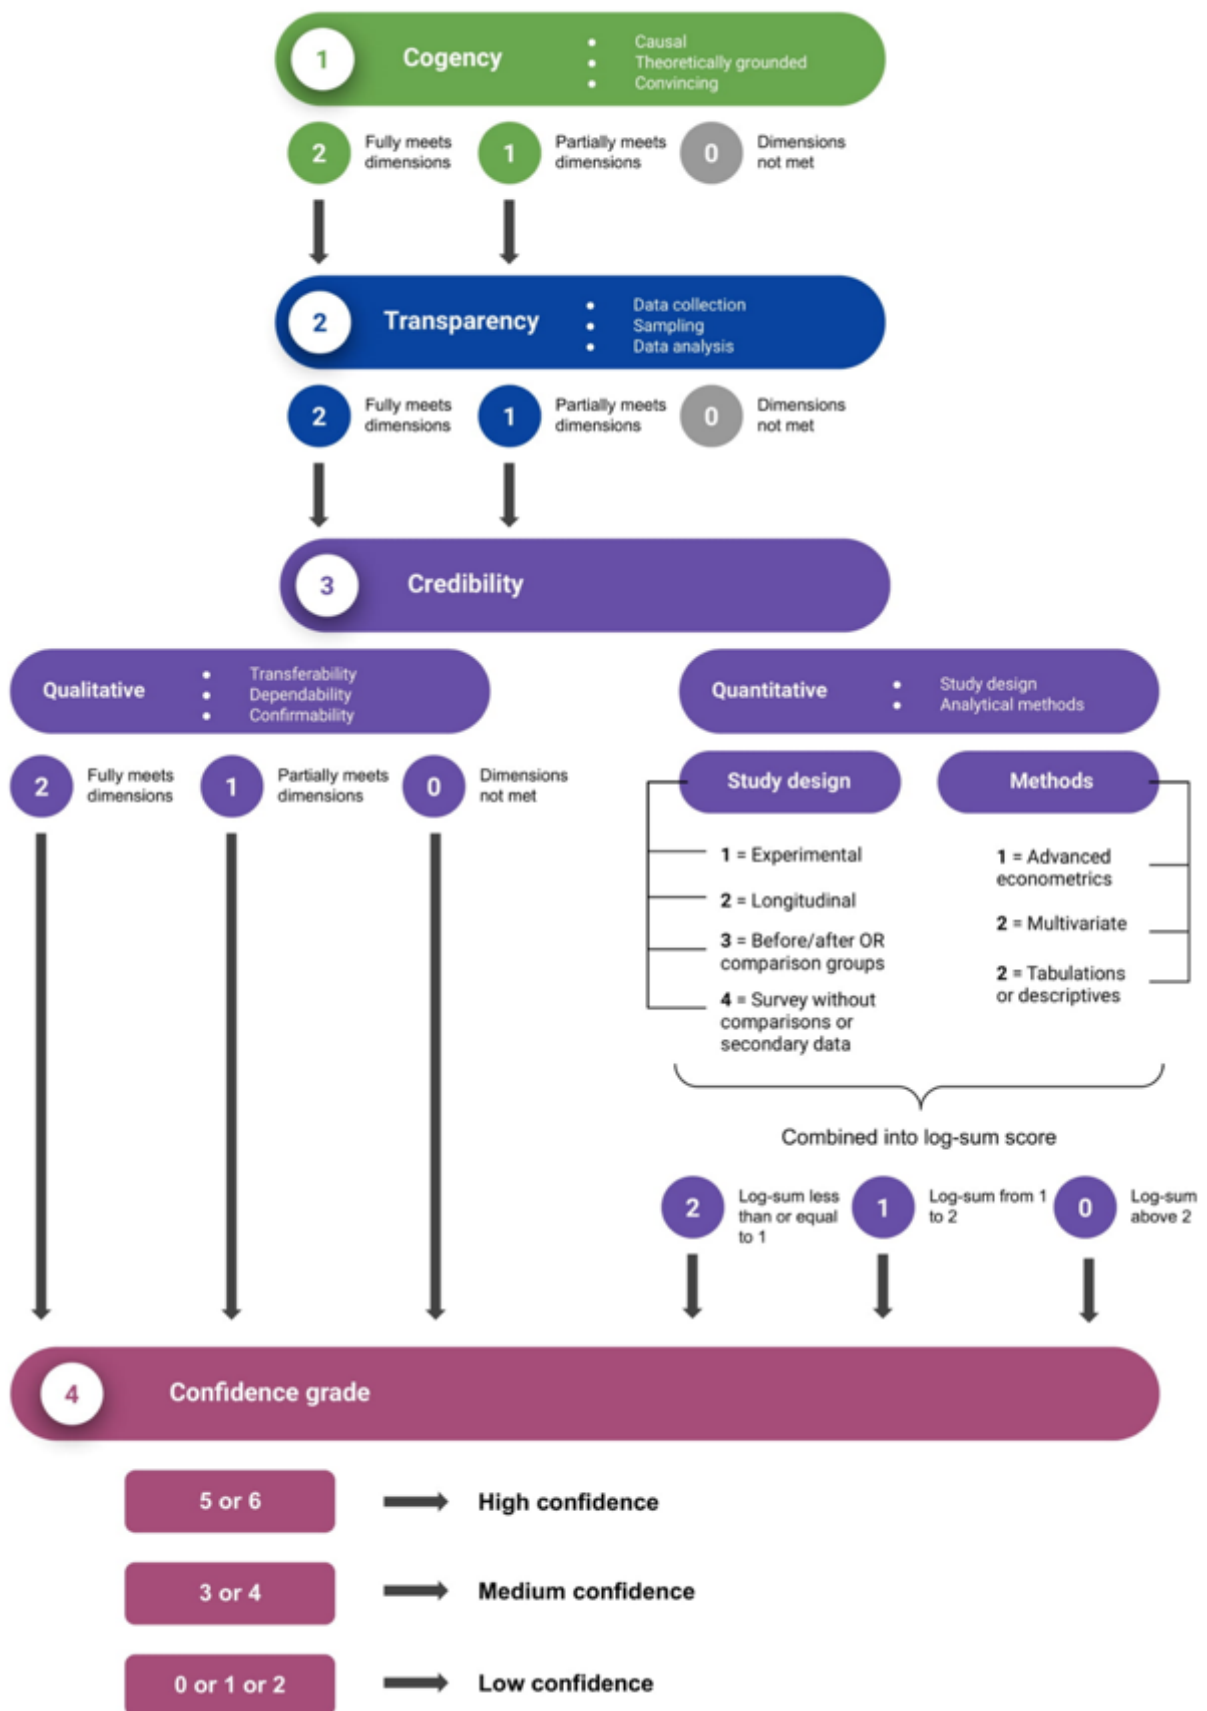 1
Cogency
• Causal
• Theoretically grounded
• Convincing
2
Fully meets
dimensions
1
Partially meets
dimensions
0
Dimensions
not met
2
Transparency
• Data collection
• Sampling
• Data analysis
2
Fully meets
dimensions
1
Partially meets
dimensions
0
Dimensions
not met
3
Credibility
Qualitative
• Transferability
• Dependability
• Confirmability
2
Fully meets
dimensions
1
Partially meets
dimensions
0
Dimensions
not met
Quantitative
• Study design
• Analytical methods
Study design
1 = Experimental
2 = Longitudinal
3 = Before/after OR
comparison groups
4 = Survey without
comparisons or
secondary data
Methods
1 = Advanced
econometrics
2 = Multivariate
2 = Tabulations
or descriptives
Combined into log-sum score
2
Log-sum less
than or equal
to 1
1
Log-sum from 1
to 2
0
Log-sum
above 2
4
Confidence grade
5 or 6
High confidence
3 or 4
Medium confidence
0 or 1 or 2
Low confidence